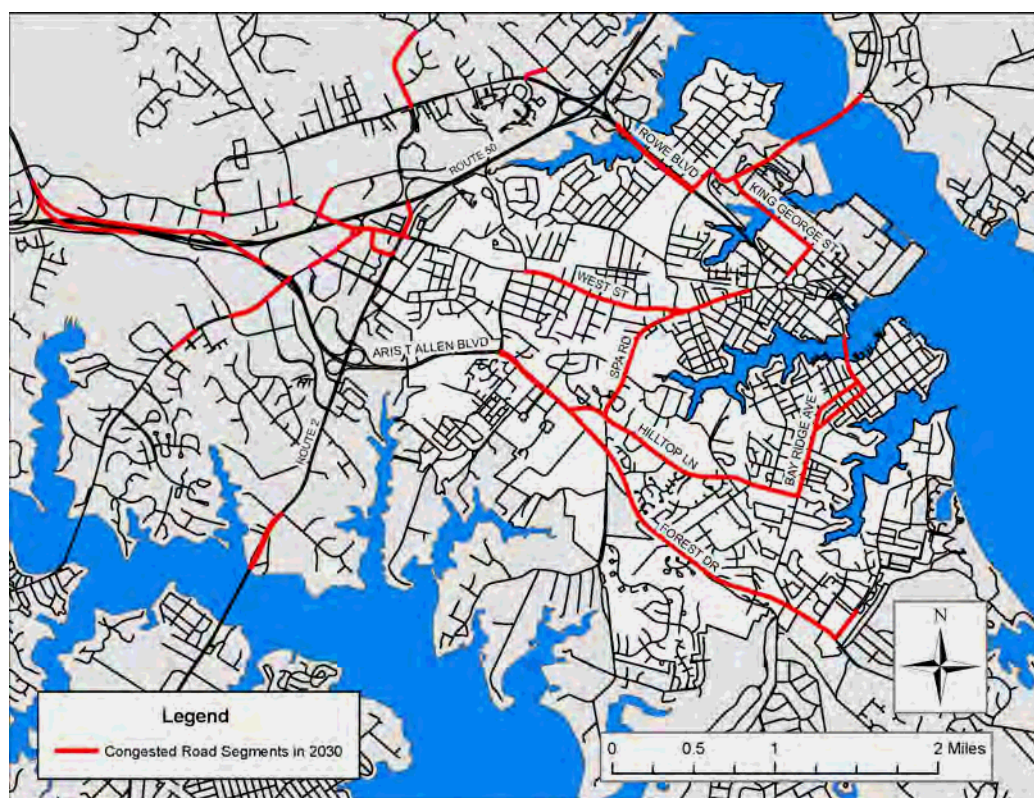 ROWE BLVD
ROUTE 50
KING GEORGE ST
WEST ST
ARIS T ALLEN BLVD
SPA RD
BAY RIDGE AVE
HILLTOP LN
ROUTE 2
FOREST DR
N
Legend
Congested Road Segments in 2030
0 0.5 1 2 Miles